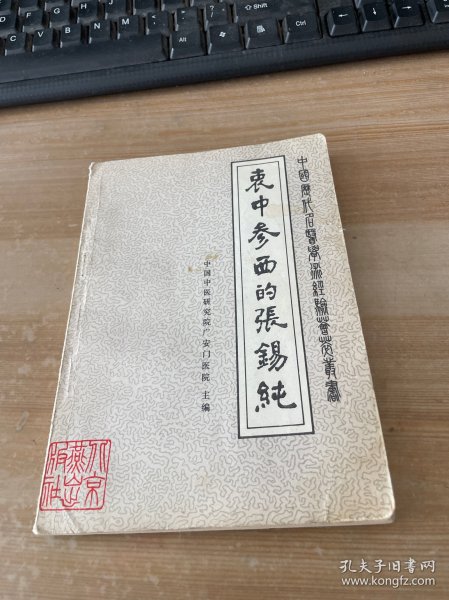 中國歷代名醫學術經驗薈萃叢書
衷中参西的張錫純
中国中医研究院广安门医院 主编
北京
燕山
版社
孔夫子旧书网
www.kongfz.com
Alt
Ctrl